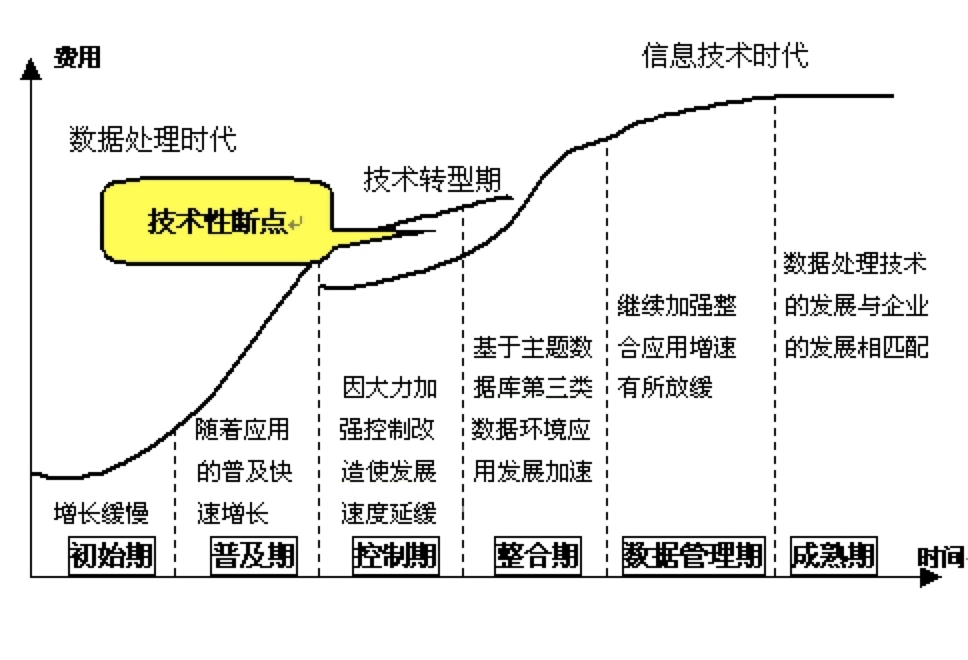 费用
信息技术时代
数据处理时代
技术转型期
技术性断点↵
增长缓慢
随着应用
的普及快
速增长
因大力加
强控制改
造使发展
速度延缓
基于主题数
据库第三类
数据环境应
用发展加速
继续加强整
合应用增速
有所放缓
数据处理技术
的发展与企业
的发展相匹配
初始期
普及期
控制期
整合期
数据管理期
成熟期
时间